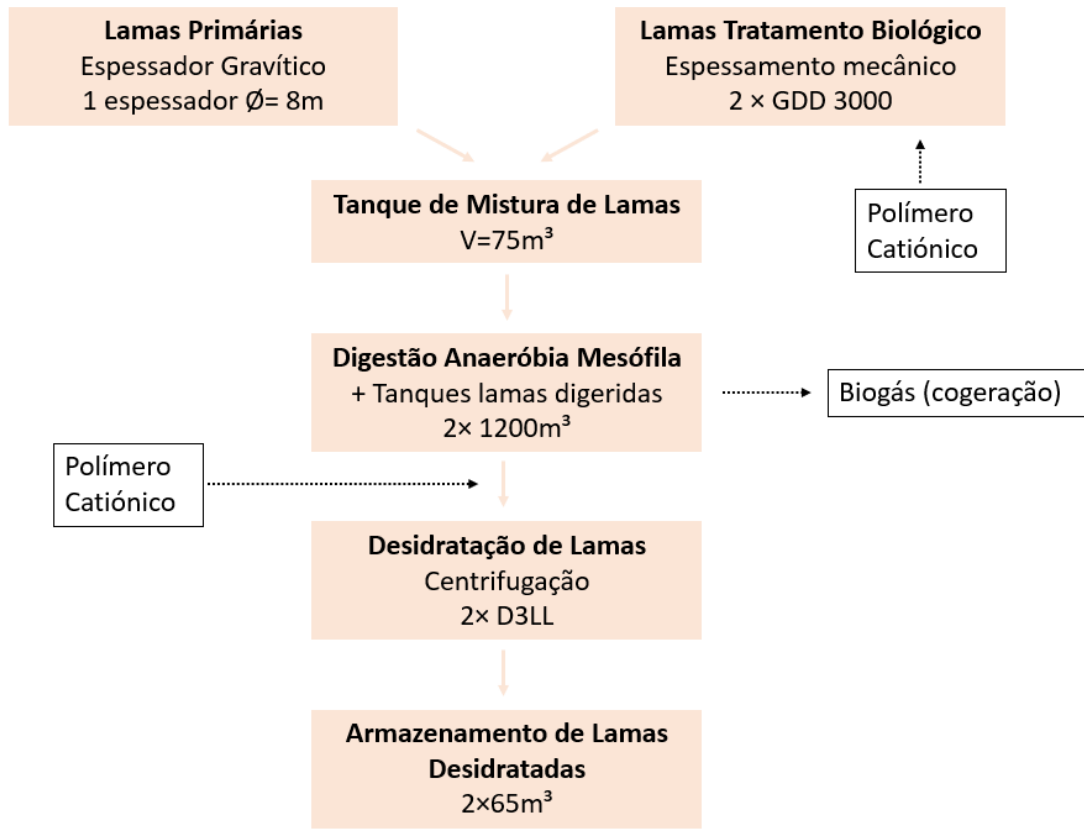 Lamas Primárias
Espessador Gravítico
1 espessador Ø= 8m
Lamas Tratamento Biológico
Espessamento mecânico
2 × GDD 3000
Tanque de Mistura de Lamas
V=75m³
Polímero
Catiónico
Digestão Anaeróbia Mesófila
+ Tanques lamas digeridas
2× 1200m³
Biogás (cogeração)
Polímero
Catiónico
Desidratação de Lamas
Centrifugação
2× D3LL
Armazenamento de Lamas
Desidratadas
2×65m³